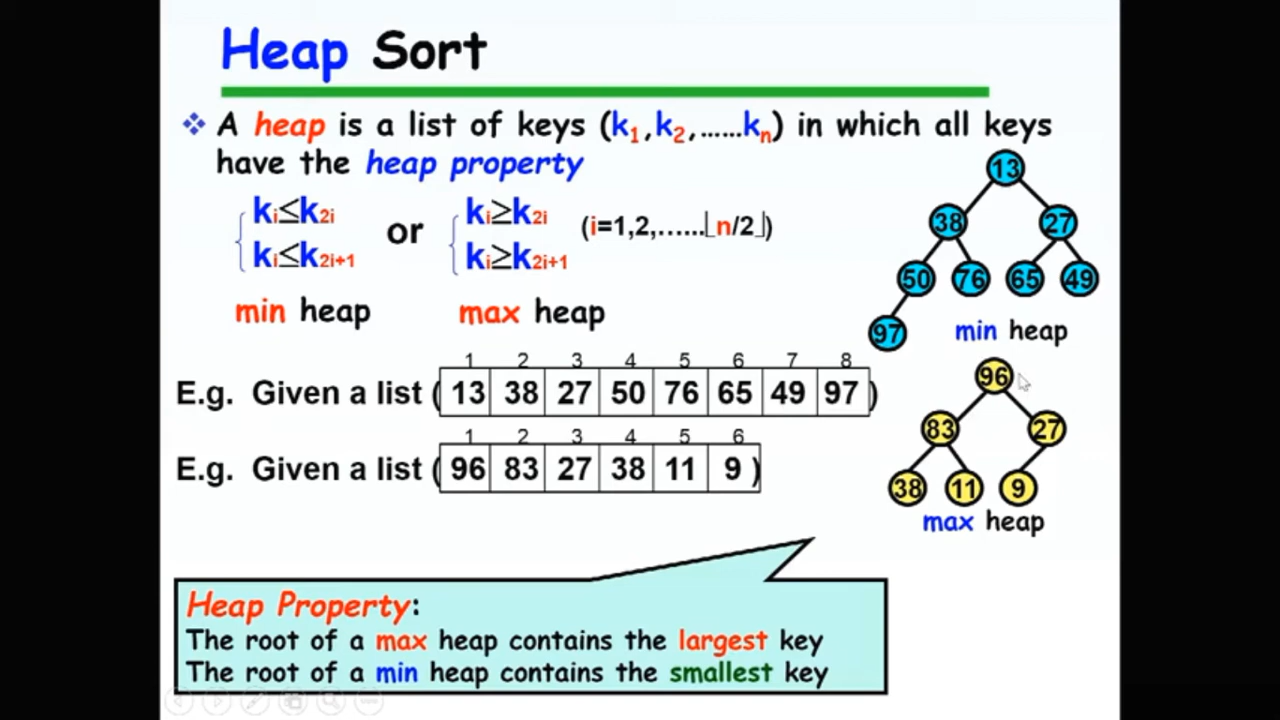 Heap Sort
❖ A heap is a list of keys (k1,k2,……kn) in which all keys
have the heap property
ki≤k2i
ki≤k2i+1
or
ki≥k2i
ki≥k2i+1
(i=1,2,……⌊n/2⌋)
min heap
max heap
13
38 27
50 76 65 49
97
min heap
1 2 3 4 5 6 7 8
E.g. Given a list ( 13 38 27 50 76 65 49 97 )
1 2 3 4 5 6
E.g. Given a list ( 96 83 27 38 11 9 )
96
83 27
38 11 9
max heap
Heap Property:
The root of a max heap contains the largest key
The root of a min heap contains the smallest key